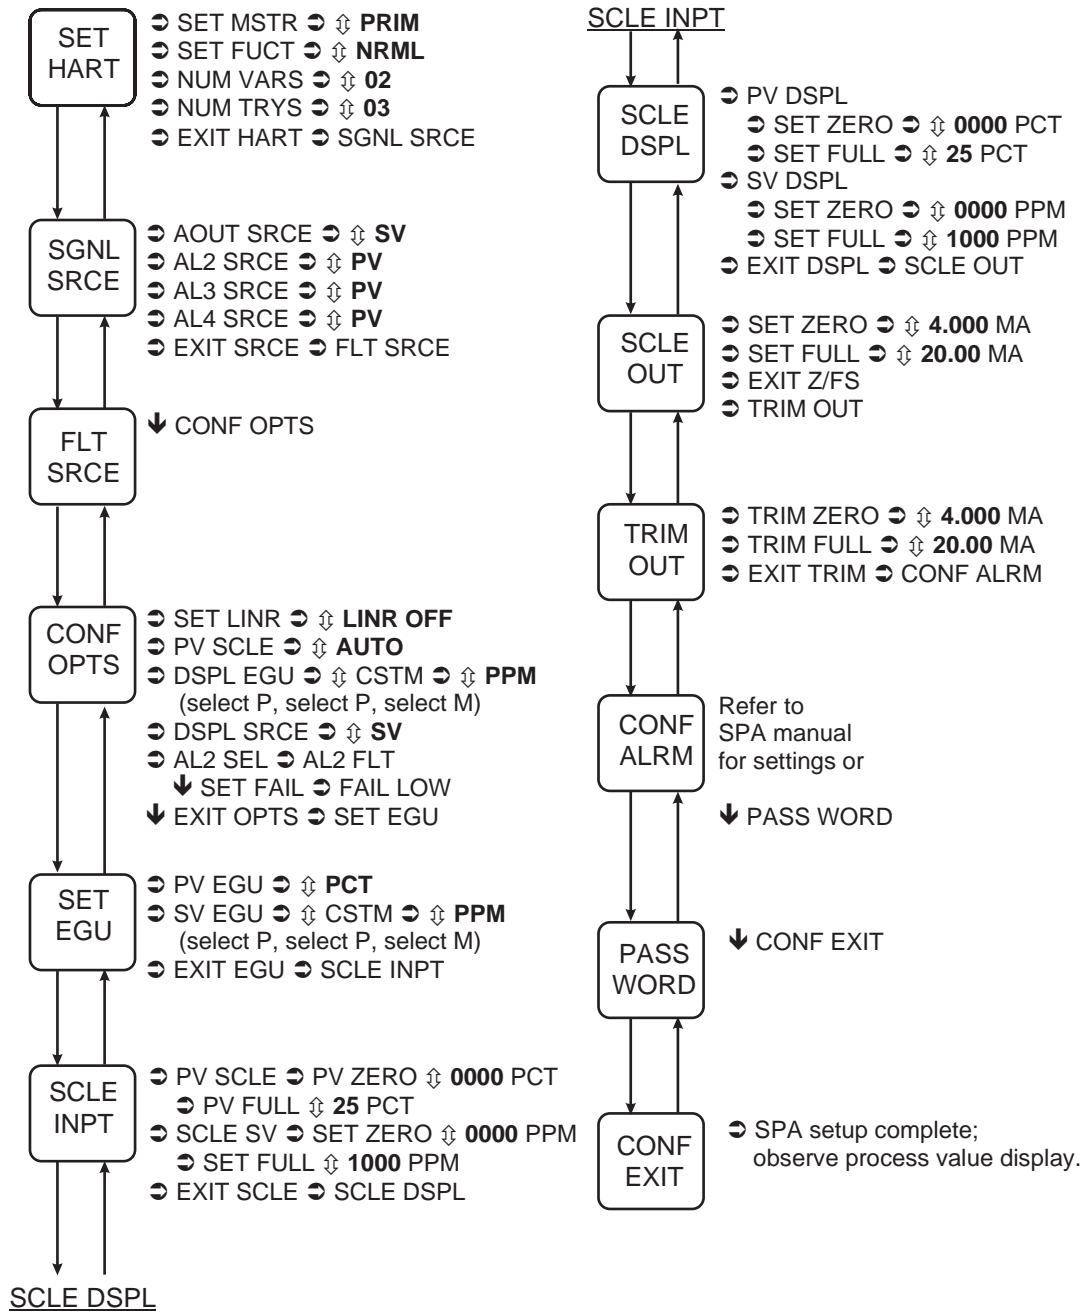 SET
HART
➲ SET MSTR ➲ ⇳ PRIM
➲ SET FUCT ➲ ⇳ NRML
➲ NUM VARS ➲ ⇳ 02
➲ NUM TRYS ➲ ⇳ 03
➲ EXIT HART ➲ SGNL SRCE
SGNL
SRCE
➲ AOUT SRCE ➲ ⇳ SV
➲ AL2 SRCE ➲ ⇳ PV
➲ AL3 SRCE ➲ ⇳ PV
➲ AL4 SRCE ➲ ⇳ PV
➲ EXIT SRCE ➲ FLT SRCE
FLT
SRCE
🡻 CONF OPTS
CONF
OPTS
➲ SET LINR ➲ ⇳ LINR OFF
➲ PV SCLE ➲ ⇳ AUTO
➲ DSPL EGU ➲ ⇳ CSTM ➲ ⇳ PPM
(select P, select P, select M)
➲ DSPL SRCE ➲ ⇳ SV
➲ AL2 SEL ➲ AL2 FLT
🡻 SET FAIL ➲ FAIL LOW
🡻 EXIT OPTS ➲ SET EGU
SET
EGU
➲ PV EGU ➲ ⇳ PCT
➲ SV EGU ➲ ⇳ CSTM ➲ ⇳ PPM
(select P, select P, select M)
➲ EXIT EGU ➲ SCLE INPT
SCLE
INPT
➲ PV SCLE ➲ PV ZERO ⇳ 0000 PCT
➲ PV FULL ⇳ 25 PCT
➲ SCLE SV ➲ SET ZERO ⇳ 0000 PPM
➲ SET FULL ⇳ 1000 PPM
➲ EXIT SCLE ➲ SCLE DSPL
SCLE DSPL
SCLE INPT
SCLE
DSPL
➲ PV DSPL
➲ SET ZERO ➲ ⇳ 0000 PCT
➲ SET FULL ➲ ⇳ 25 PCT
➲ SV DSPL
➲ SET ZERO ➲ ⇳ 0000 PPM
➲ SET FULL ➲ ⇳ 1000 PPM
➲ EXIT DSPL ➲ SCLE OUT
SCLE
OUT
➲ SET ZERO ➲ ⇳ 4.000 MA
➲ SET FULL ➲ ⇳ 20.00 MA
➲ EXIT Z/FS
➲ TRIM OUT
TRIM
OUT
➲ TRIM ZERO ➲ ⇳ 4.000 MA
➲ TRIM FULL ➲ ⇳ 20.00 MA
➲ EXIT TRIM ➲ CONF ALRM
CONF
ALRM
Refer to
SPA manual
for settings or
🡻 PASS WORD
PASS
WORD
🡻 CONF EXIT
CONF
EXIT
➲ SPA setup complete;
observe process value display.